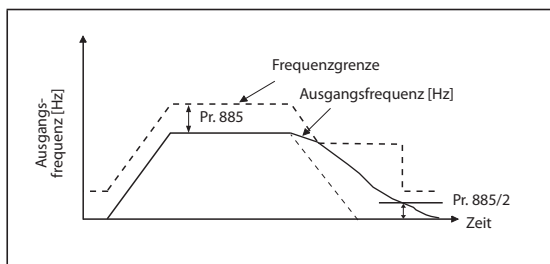 Ausgangs-
frequenz [Hz]
Frequenzgrenze
Ausgangsfrequenz [Hz]
Pr. 885
Pr. 885/2
Zeit